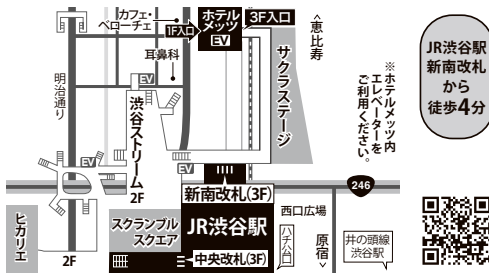 カフェ・
ベローチェ
1F入口
ホテル
メッツ
EV
3F入口
<恵比寿
耳鼻科
明治通り
EV
渋谷ストリーム
2F
サクラステージ
※ホテルメッツ内
エレベーターを
ご利用ください。
JR渋谷駅
新南改札
から
徒歩4分
EV
EV
246
新南改札(3F)
ヒカリエ
2F
スクランブル
スクエア
JR渋谷駅
中央改札(3F)
西口広場
ハチ公口
原宿>
井の頭線
渋谷駅